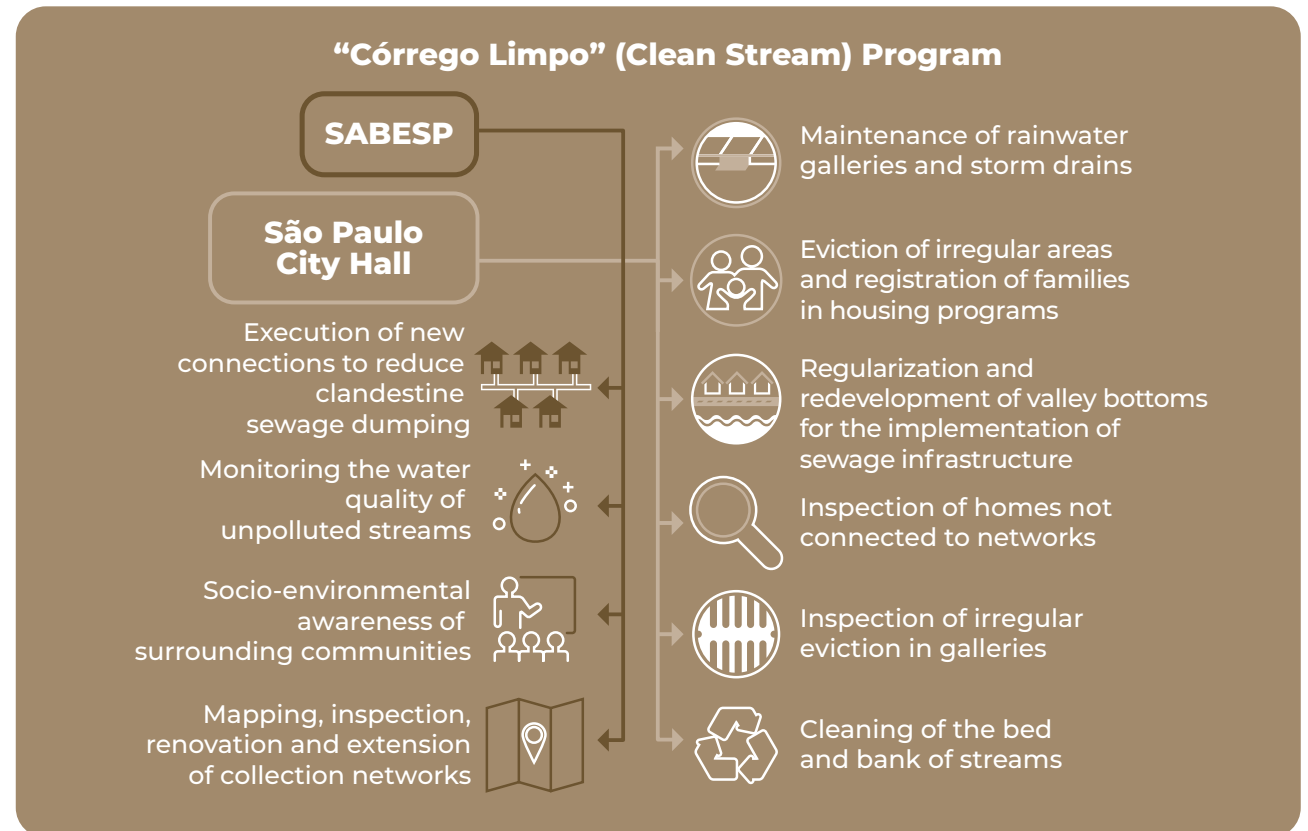 “Córrego Limpo” (Clean Stream) Program
SABESP
São Paulo
City Hall
Execution of new
connections to reduce
clandestine
sewage dumping
Monitoring the water
quality of
unpolluted streams
Socio-environmental
awareness of
surrounding communities
Mapping, inspection,
renovation and extension
of collection networks
Maintenance of rainwater
galleries and storm drains
Eviction of irregular areas
and registration of families
in housing programs
Regularization and
redevelopment of valley bottoms
for the implementation of
sewage infrastructure
Inspection of homes not
connected to networks
Inspection of irregular
eviction in galleries
Cleaning of the bed
and bank of streams